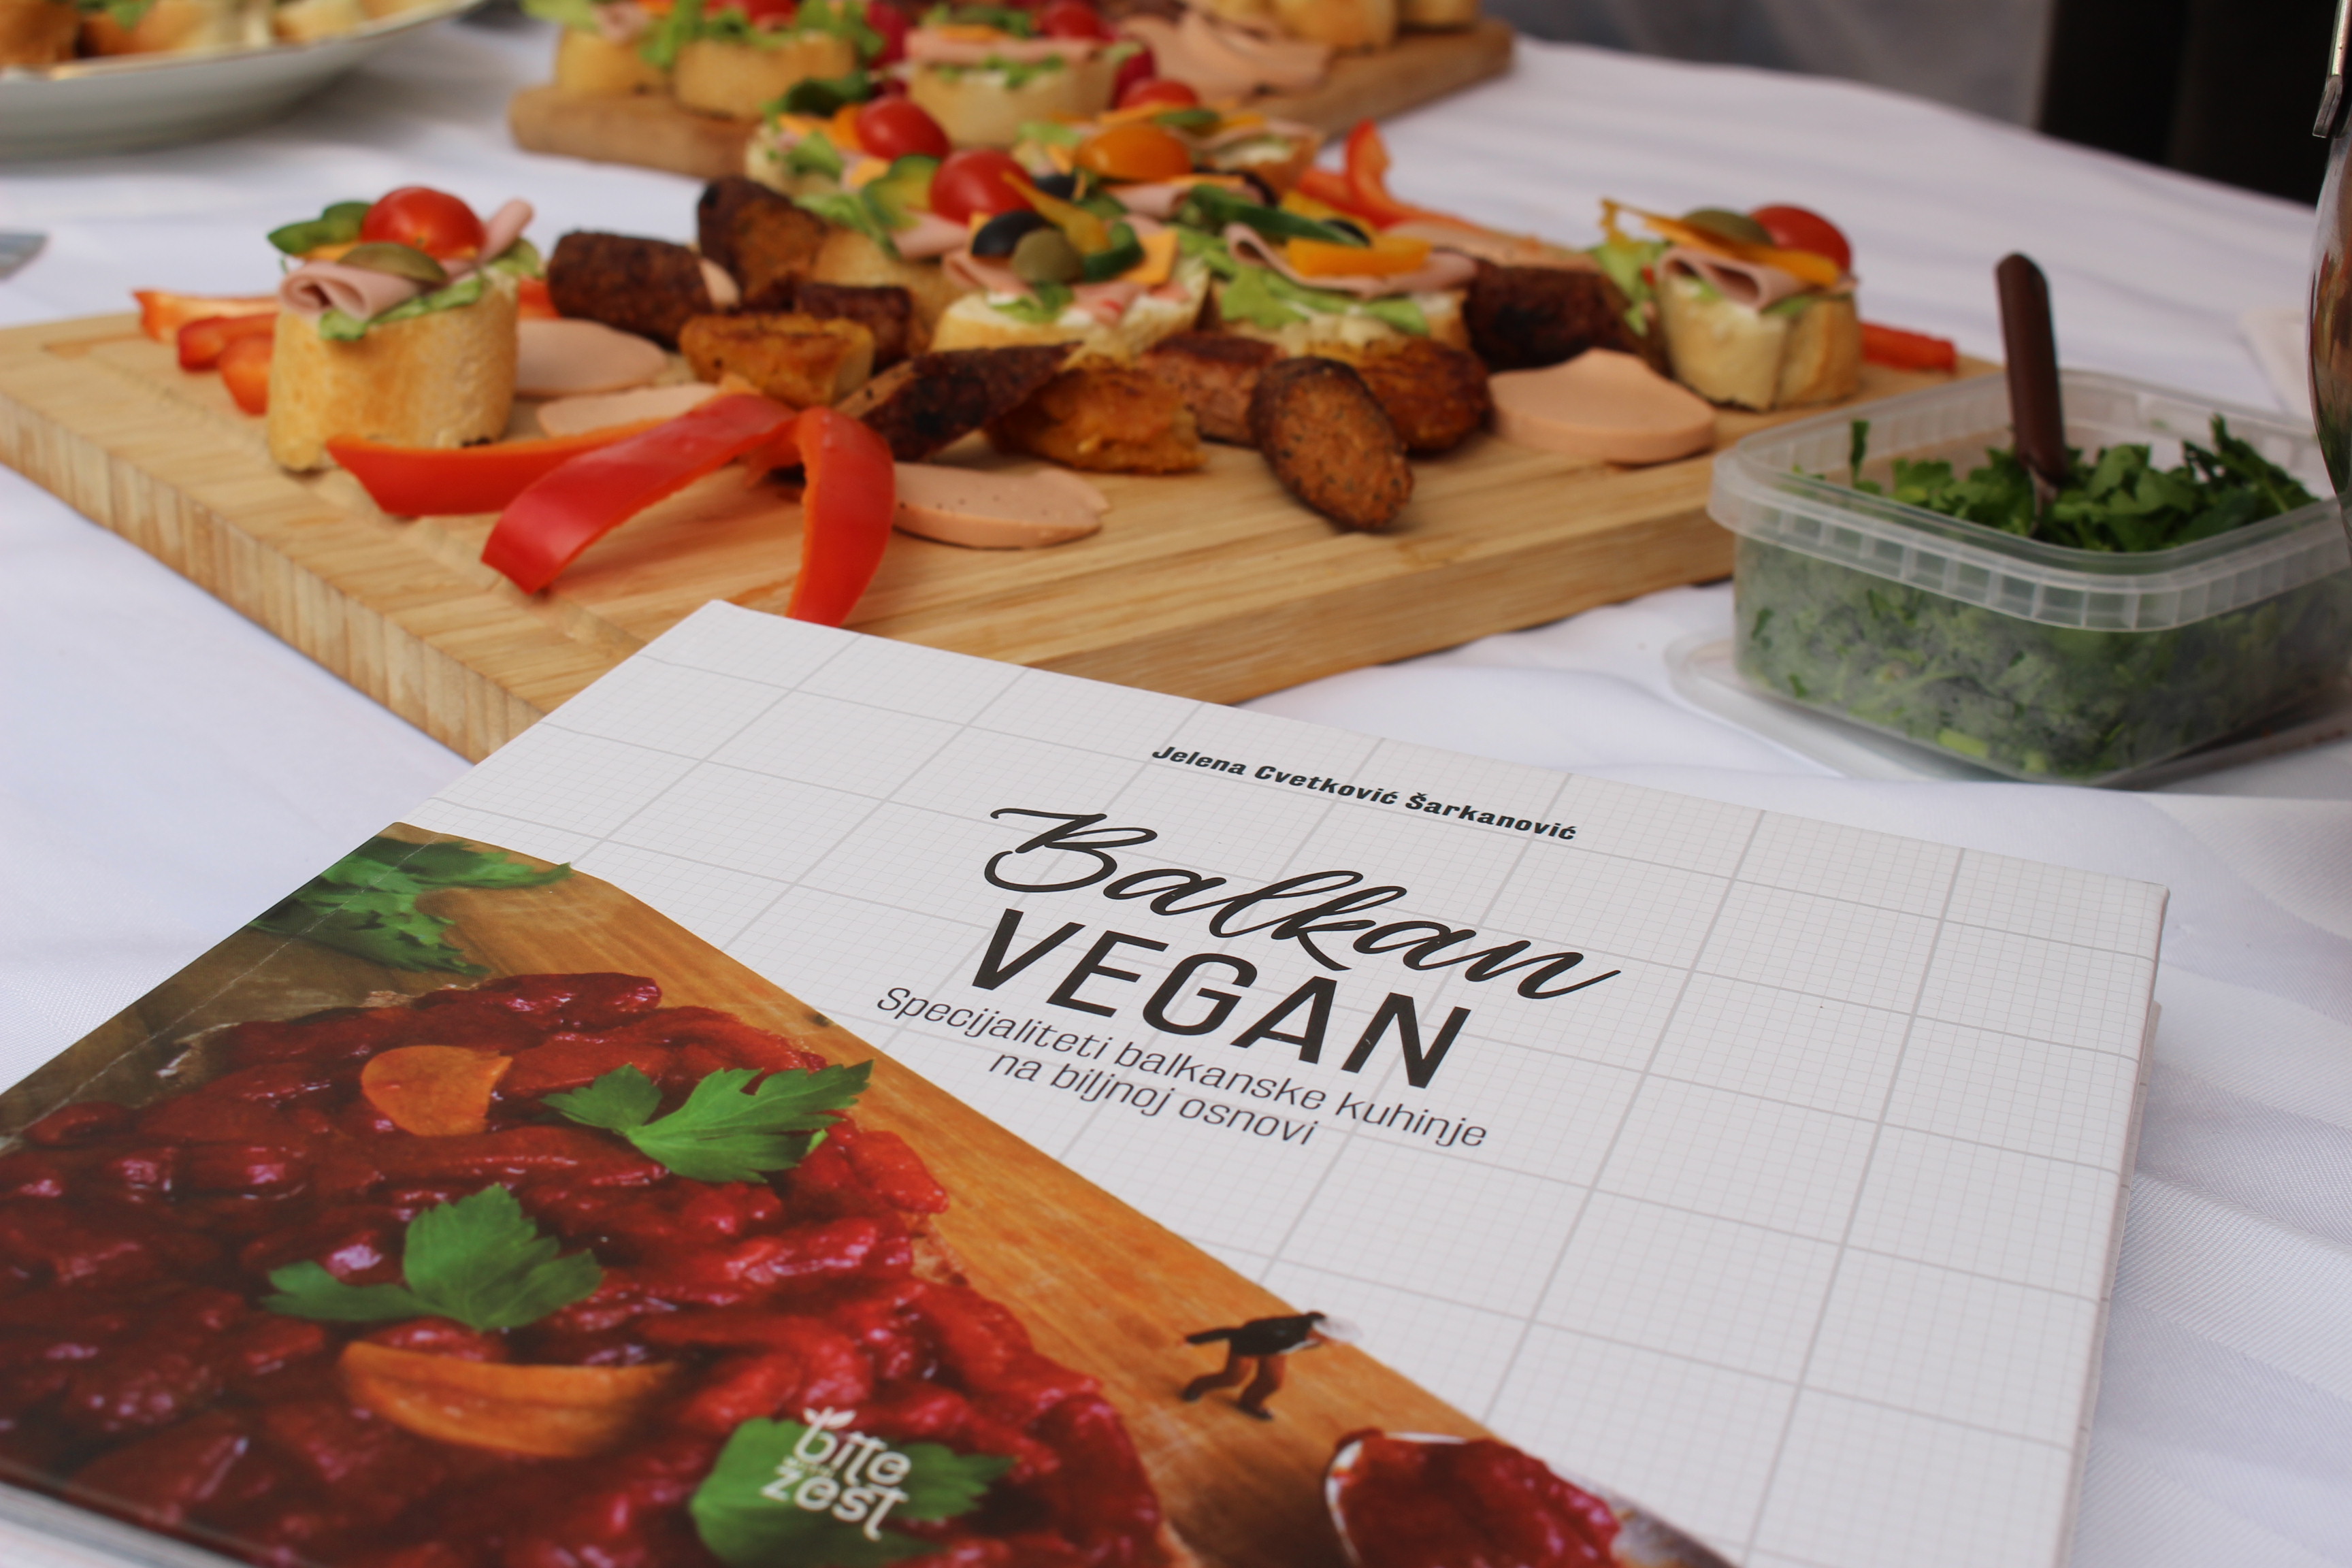 Jelena Cvetković Šarkanović
Balkan
VEGAN
Specijaliteti balkanske kuhinje
na biljnoj osnovi
bite
zest